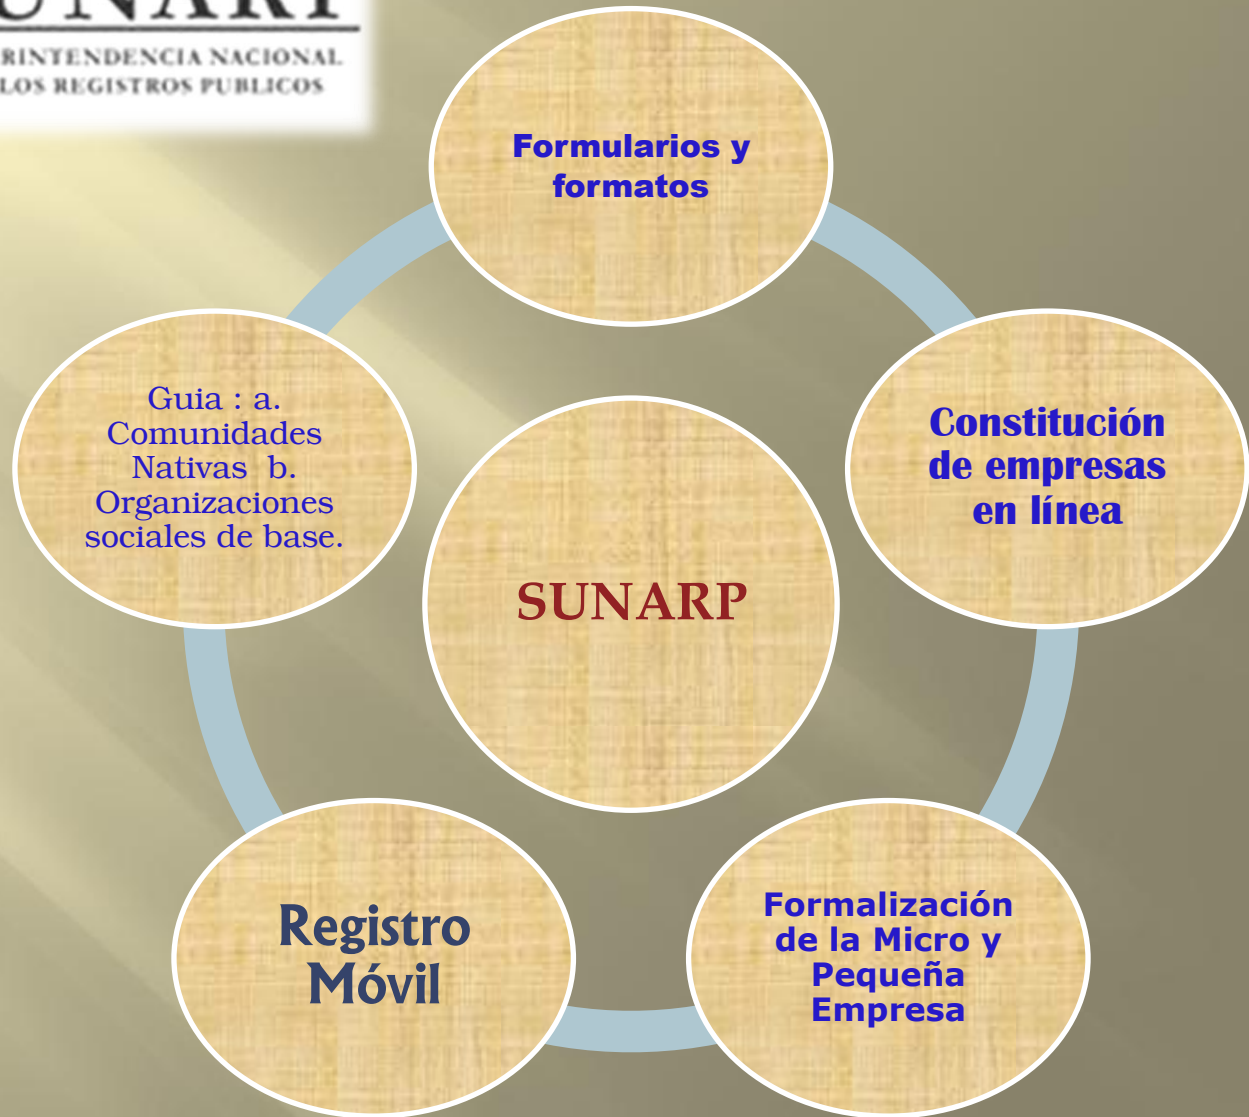 UNARP
RINTENDENCIA NACIONAL
LOS REGISTROS PUBLICOS
Formularios y
formatos
Guia : a.
Comunidades
Nativas b.
Organizaciones
sociales de base.
Constitución
de empresas
en línea
SUNARP
Registro
Móvil
Formalización
de la Micro y
Pequeña
Empresa